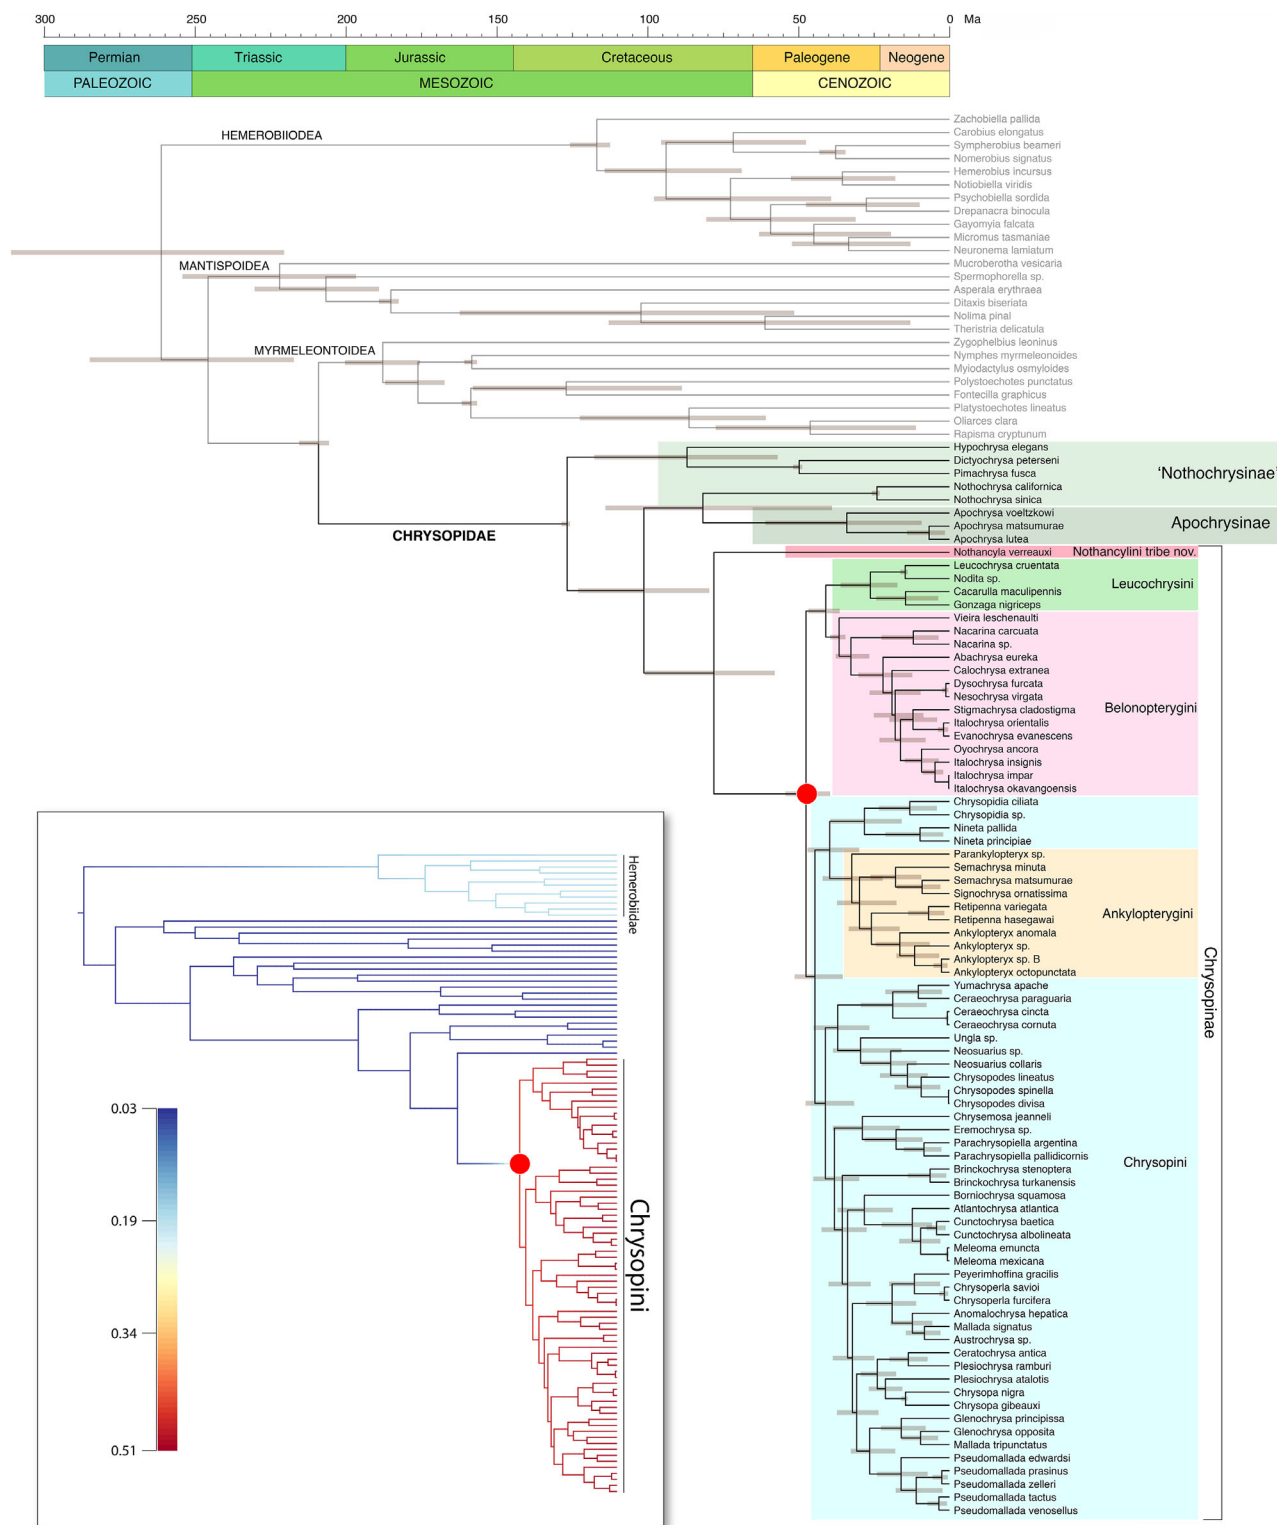 300 250 200 150 100 50 0 Ma
Permian Triassic Jurassic Cretaceous Paleogene Neogene
PALEOZOIC MESOZOIC CENOZOIC
HEMEROBIIODEA
MANTISPOIDEA
MYRMELEONTOIDEA
CHRYSOPIDAE
Zachobiella pallida
Carobius elongatus
Sympherobius beameri
Nomerobius signatus
Hemerobius incursus
Notiobiella viridis
Psychobiella sordida
Drepanacra binocula
Gayomyia falcata
Micromus tasmaniae
Neuronema lamiatum
Mucroberotha vesicaria
Spermophorella sp.
Asperala erythraea
Ditaxis biseriata
Nolima pinal
Theristria delicatula
Zygophelbius leoninus
Nymphes myrmeleonoides
Myiodactylus osmyloides
Polystoechotes punctatus
Fontecilla graphicus
Platystoechotes lineatus
Oliarces clara
Rapisma cryptunum
Hypochrysa elegans
Dictyochrysa peterseni
Pimachrysa fusca
Nothochrysa californica
Nothochrysa sinica
Apochrysa voeltzkowi
Apochrysa matsumurae
Apochrysa lutea
Nothancyla verreauxi
Leucochrysa cruentata
Nodita sp.
Cacarulla maculipennis
Gonzaga nigriceps
Vieira leschenaulti
Nacarina carcuata
Nacarina sp.
Abachrysa eureka
Calochrysa extranea
Dysochrysa furcata
Nesochrysa virgata
Stigmachrysa cladostigma
Italochrysa orientalis
Evanochrysa evanescens
Oyochrysa ancora
Italochrysa insignis
Italochrysa impar
Italochrysa okavangoensis
Chrysopidia ciliata
Chrysopidia sp.
Nineta pallida
Nineta principiae
Parankylopteryx sp.
Semachrysa minuta
Semachrysa matsumurae
Signochrysa ornatissima
Retipenna variegata
Retipenna hasegawai
Ankylopteryx anomala
Ankylopteryx sp.
Ankylopteryx sp. B
Ankylopteryx octopunctata
Yumachrysa apache
Ceraeochrysa paraguaria
Ceraeochrysa cincta
Ceraeochrysa cornuta
Ungla sp.
Neosuarius sp.
Neosuarius collaris
Chrysopodes lineatus
Chrysopodes spinella
Chrysopodes divisa
Chrysemosa jeanneli
Eremochrysa sp.
Parachrysopiella argentina
Parachrysopiella pallidicornis
Brinckochrysa stenoptera
Brinckochrysa turkanensis
Borniochrysa squamosa
Atlantochrysa atlantica
Cunctochrysa baetica
Cunctochrysa albolineata
Meleoma emuncta
Meleoma mexicana
Peyerimhoffina gracilis
Chrysoperla savioi
Chrysoperla furcifera
Anomalochrysa hepatica
Mallada signatus
Austrochrysa sp.
Ceratochrysa antica
Plesiochrysa ramburi
Plesiochrysa atalotis
Chrysopa nigra
Chrysopa gibeauxi
Glenochrysa principissa
Glenochrysa opposita
Mallada tripunctatus
Pseudomallada edwardsi
Pseudomallada prasinus
Pseudomallada zelleri
Pseudomallada tactus
Pseudomallada venosellus
'Nothochrysinae'
Apochrysinae
Nothancylini tribe nov.
Leucochrysini
Belonopterygini
Ankylopterygini
Chrysopini
Chrysopinae
Hemerobiidae
Chrysopini
0.03
0.19
0.34
0.51